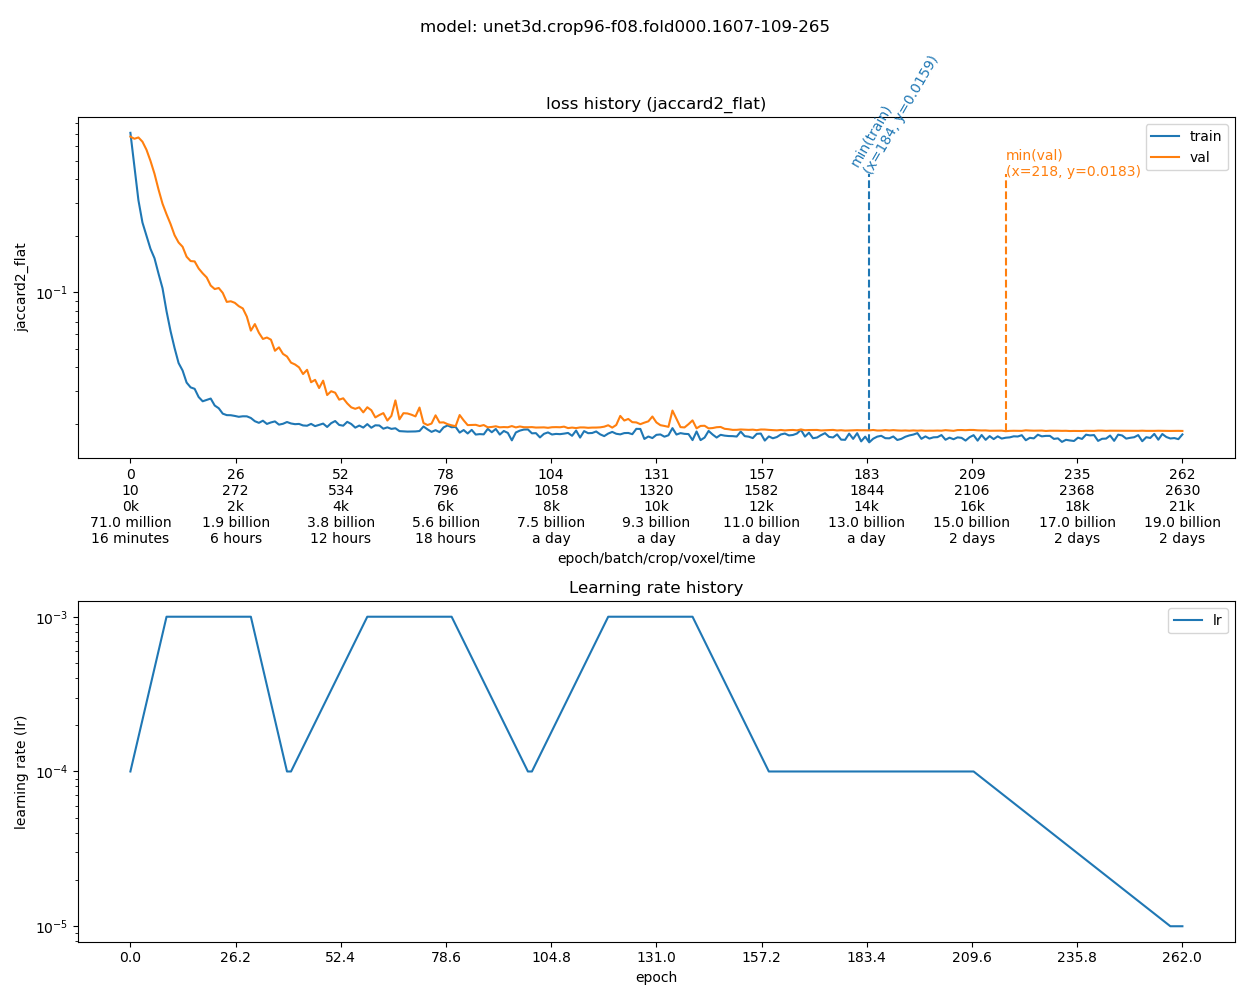 model: unet3d.crop96-f08.fold000.1607-109-265
loss history (jaccard2_flat)
min(train)
(x=184, y=0.0159)
min(val)
(x=218, y=0.0183)
train
val
jaccard2_flat
10⁻¹
0 26 52 78 104 131 157 183 209 235 262
10 272 534 796 1058 1320 1582 1844 2106 2368 2630
0k 2k 4k 6k 8k 10k 12k 14k 16k 18k 21k
71.0 million 1.9 billion 3.8 billion 5.6 billion 7.5 billion 9.3 billion 11.0 billion 13.0 billion 15.0 billion 17.0 billion 19.0 billion
16 minutes 6 hours 12 hours 18 hours a day a day a day a day 2 days 2 days 2 days
epoch/batch/crop/voxel/time
Learning rate history
lr
learning rate (lr)
10⁻³
10⁻⁴
10⁻⁵
0.0 26.2 52.4 78.6 104.8 131.0 157.2 183.4 209.6 235.8 262.0
epoch